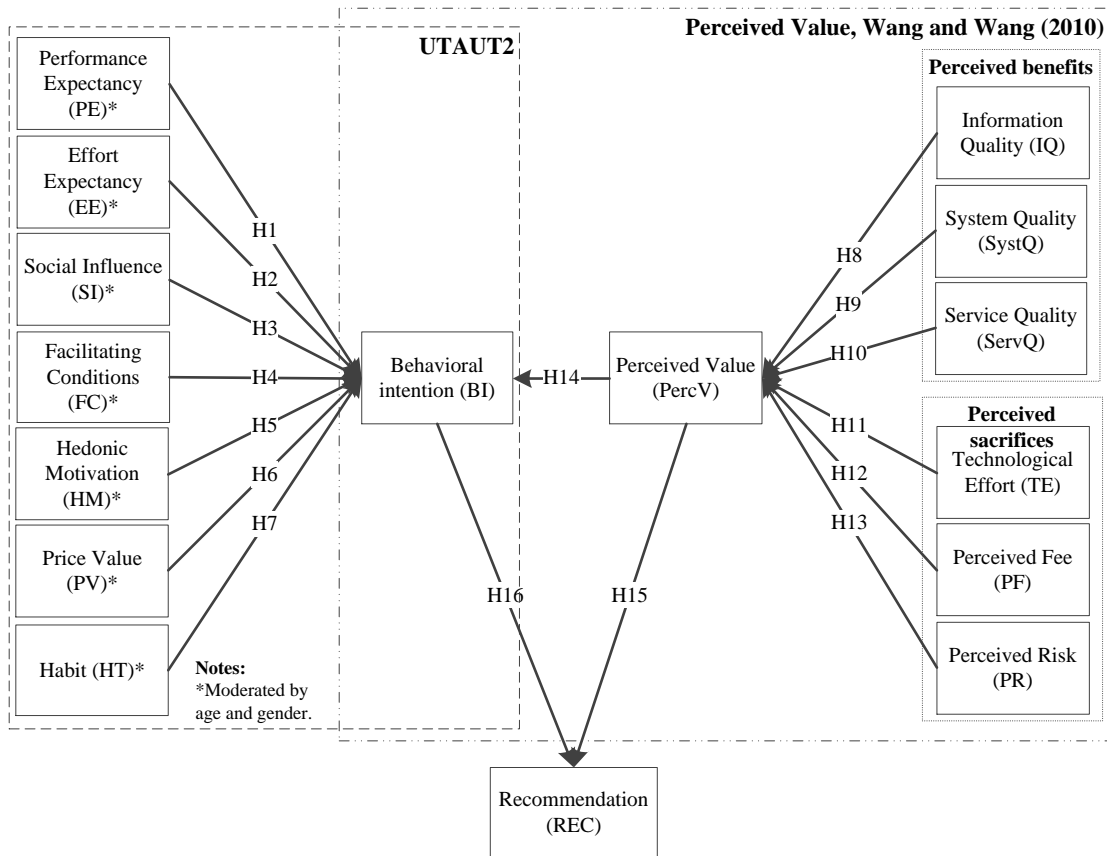 Perceived Value, Wang and Wang (2010)
UTAUT2
Performance
Expectancy
(PE)*
Effort
Expectancy
(EE)*
Social Influence
(SI)*
Facilitating
Conditions
(FC)*
Hedonic
Motivation
(HM)*
Price Value
(PV)*
Habit (HT)*
Notes:
*Moderated by
age and gender.
H1
H2
H3
H4
H5
H6
H7
Behavioral
intention (BI)
H14
Perceived Value
(PercV)
H16
H15
Recommendation
(REC)
H8
H9
H10
H11
H12
H13
Perceived benefits
Information
Quality (IQ)
System Quality
(SystQ)
Service Quality
(ServQ)
Perceived
sacrifices
Technological
Effort (TE)
Perceived Fee
(PF)
Perceived Risk
(PR)